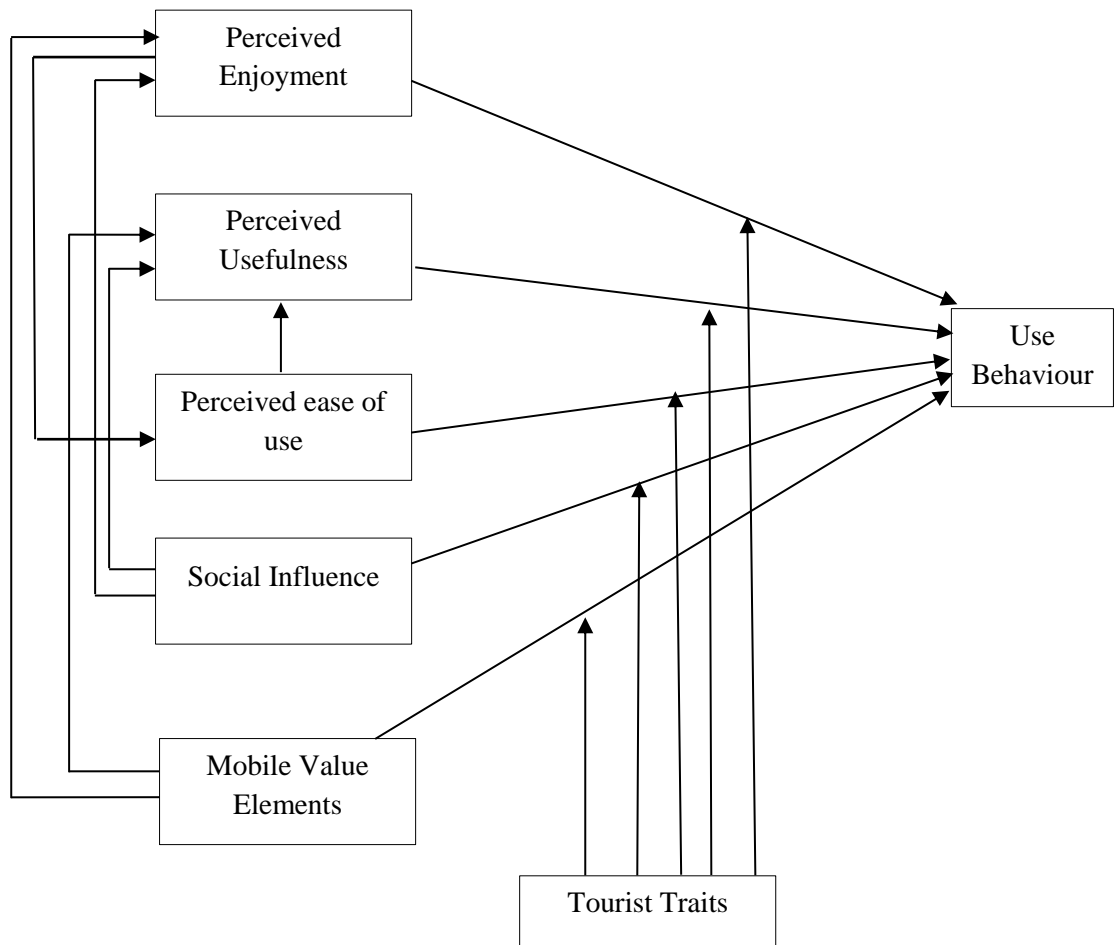 Perceived
Enjoyment
Perceived
Usefulness
Use
Behaviour
Perceived ease of
use
Social Influence
Mobile Value
Elements
Tourist Traits